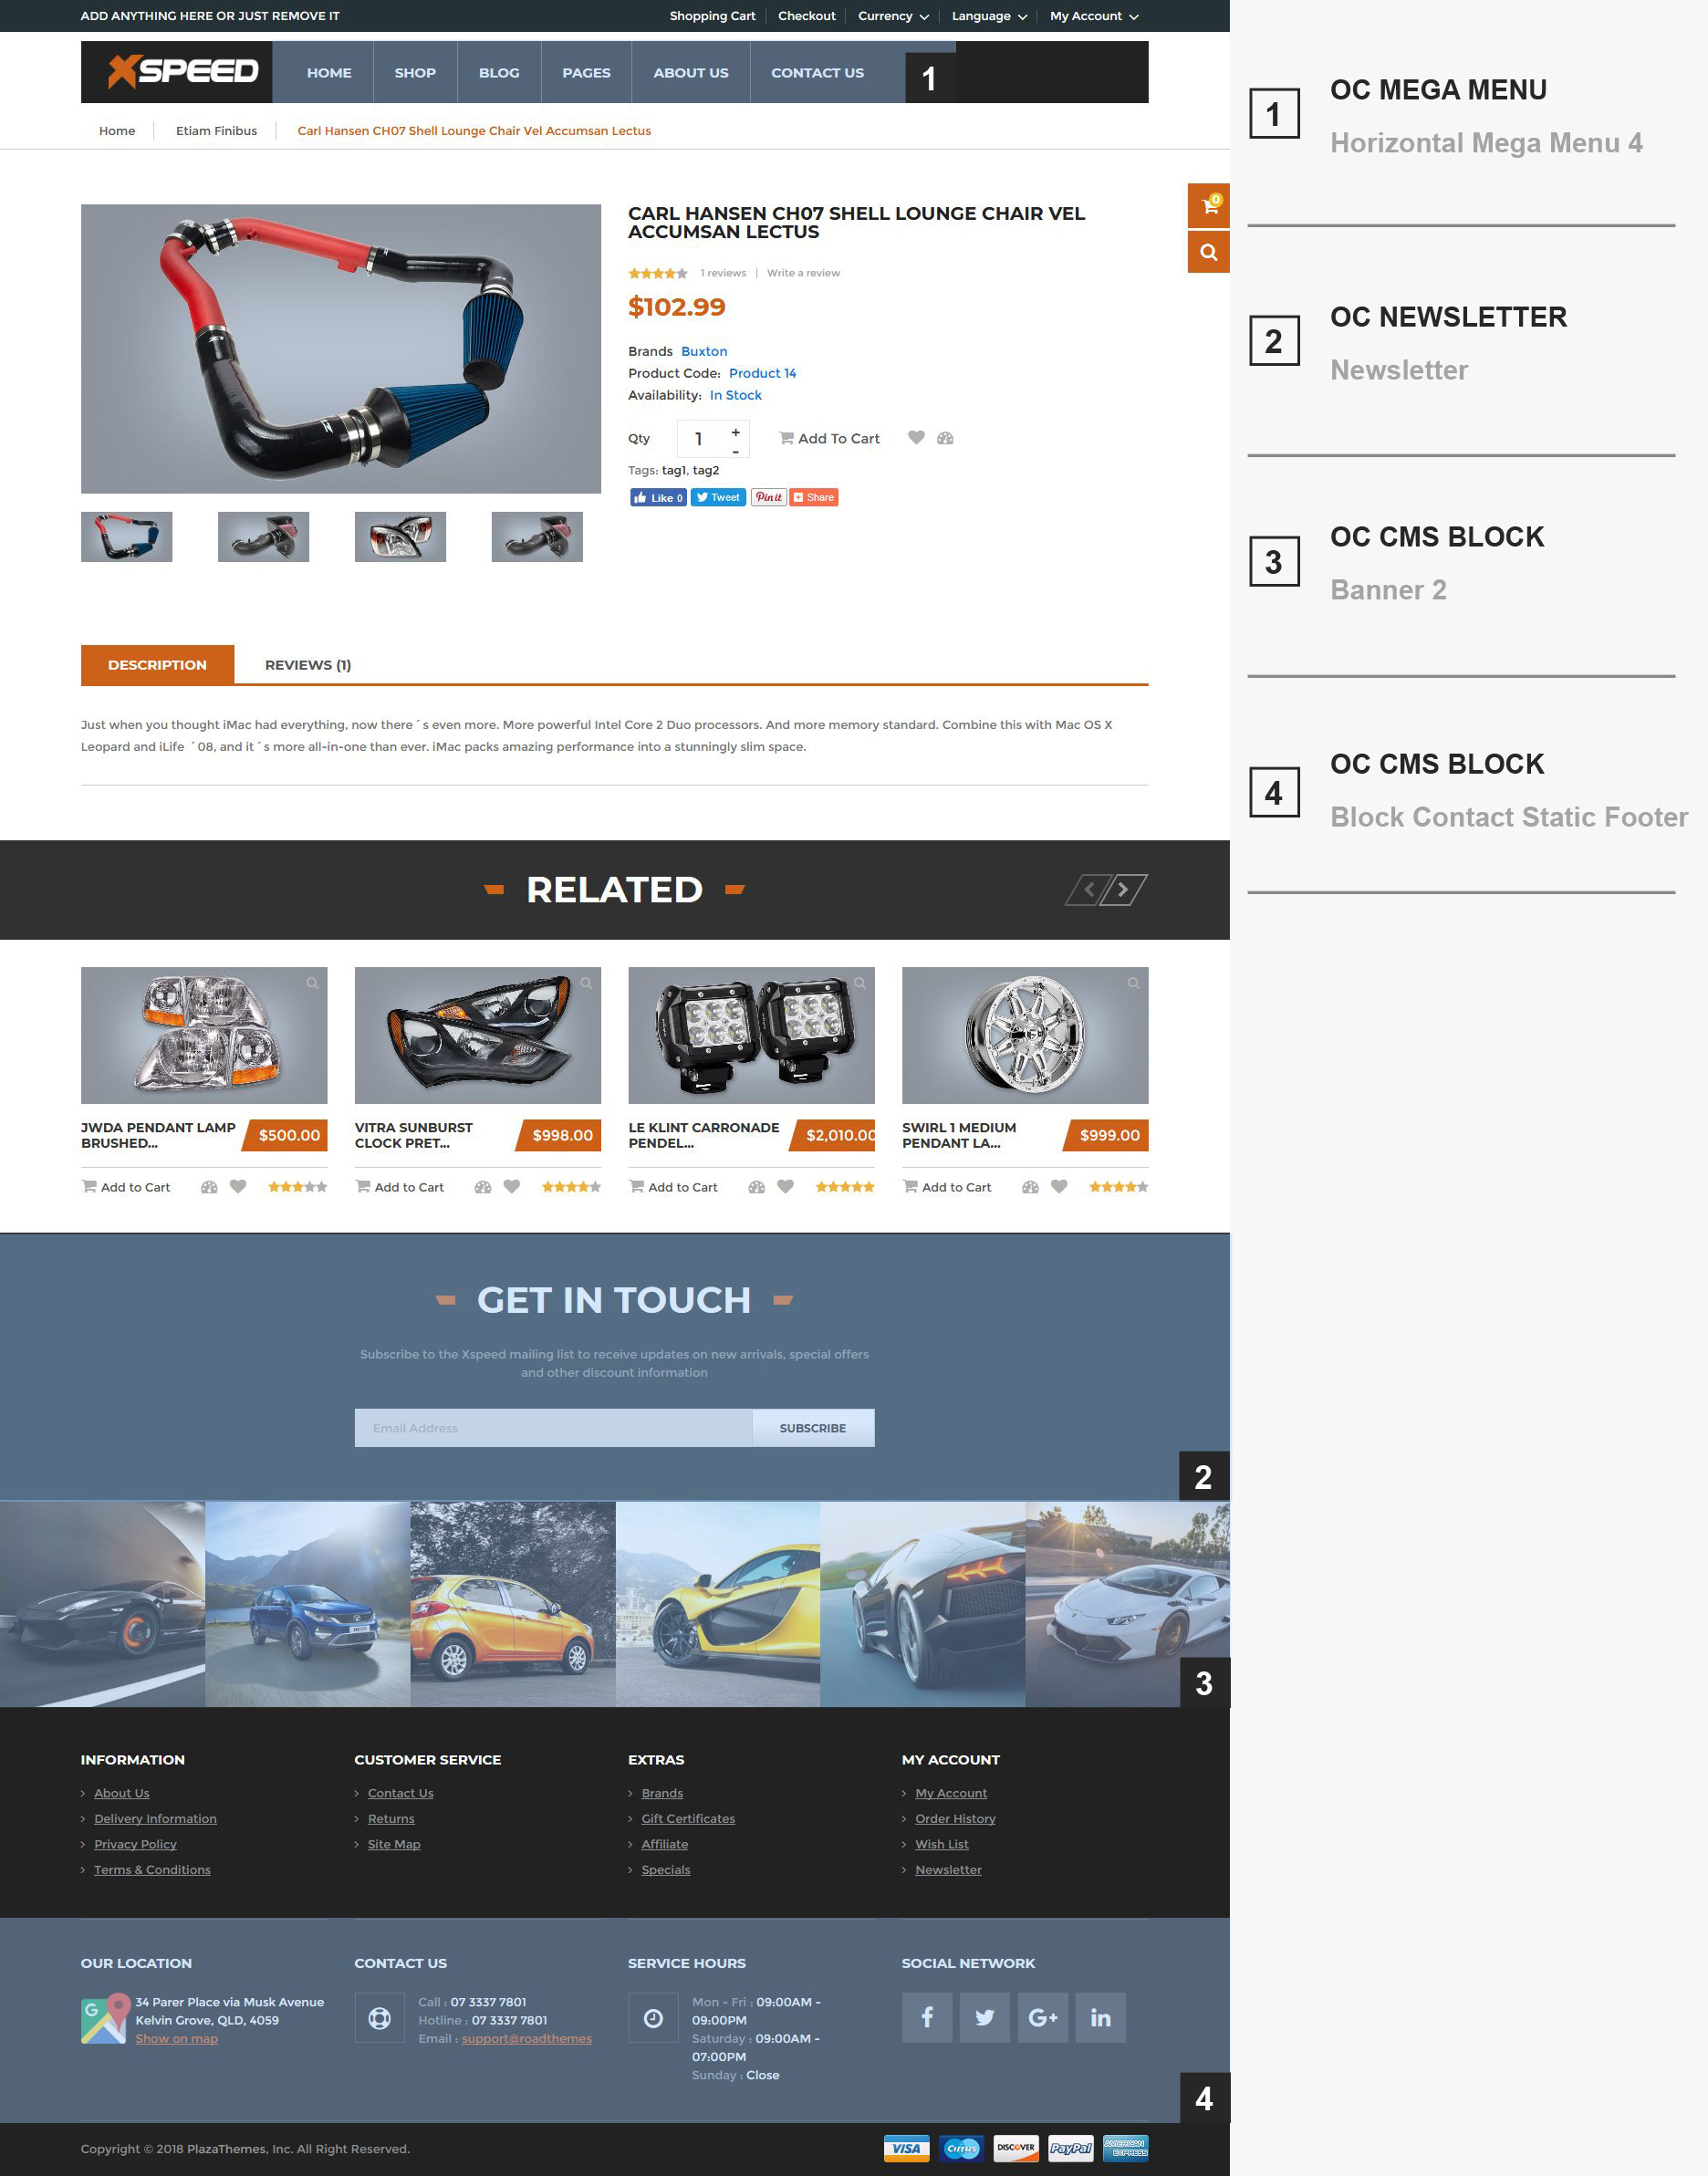 ADD ANYTHING HERE OR JUST REMOVE IT
Shopping Cart Checkout Currency Language My Account
XSPEED HOME SHOP BLOG PAGES ABOUT US CONTACT US 1
Home Etiam Finibus Carl Hansen CH07 Shell Lounge Chair Vel Accumsan Lectus
0
CARL HANSEN CH07 SHELL LOUNGE CHAIR VEL
ACCUMSAN LECTUS
1 reviews | Write a review
$102.99
Brands Buxton
Product Code: Product 14
Availability: In Stock
Qty 1 + - Add To Cart
Tags: tag1, tag2
Like 0 Tweet Pin it Share
DESCRIPTION REVIEWS (1)
Just when you thought iMac had everything, now there ´s even more. More powerful Intel Core 2 Duo processors. And more memory standard. Combine this with Mac OS X
Leopard and iLife ´08, and it´s more all-in-one than ever. iMac packs amazing performance into a stunningly slim space.
RELATED
JWDA PENDANT LAMP
BRUSHED...
$500.00
Add to Cart
VITRA SUNBURST
CLOCK PRET...
$998.00
Add to Cart
LE KLINT CARRONADE
PENDEL...
$2,010.00
Add to Cart
SWIRL 1 MEDIUM
PENDANT LA...
$999.00
Add to Cart
GET IN TOUCH
Subscribe to the Xspeed mailing list to receive updates on new arrivals, special offers
and other discount information
Email Address SUBSCRIBE
2
3
INFORMATION
About Us
Delivery Information
Privacy Policy
Terms & Conditions
CUSTOMER SERVICE
Contact Us
Returns
Site Map
EXTRAS
Brands
Gift Certificates
Affiliate
Specials
MY ACCOUNT
My Account
Order History
Wish List
Newsletter
OUR LOCATION
G
34 Parer Place via Musk Avenue
Kelvin Grove, QLD, 4059
Show on map
CONTACT US
Call : 07 3337 7801
Hotline : 07 3337 7801
Email : support@roadthemes
SERVICE HOURS
Mon - Fri : 09:00AM -
09:00PM
Saturday : 09:00AM -
07:00PM
Sunday : Close
SOCIAL NETWORK
f G+ in
4
Copyright © 2018 PlazaThemes, Inc. All Right Reserved.
VISA Cirrus DISCOVER PayPal AMERICAN EXPRESS
1 OC MEGA MENU
Horizontal Mega Menu 4
2 OC NEWSLETTER
Newsletter
3 OC CMS BLOCK
Banner 2
4 OC CMS BLOCK
Block Contact Static Footer